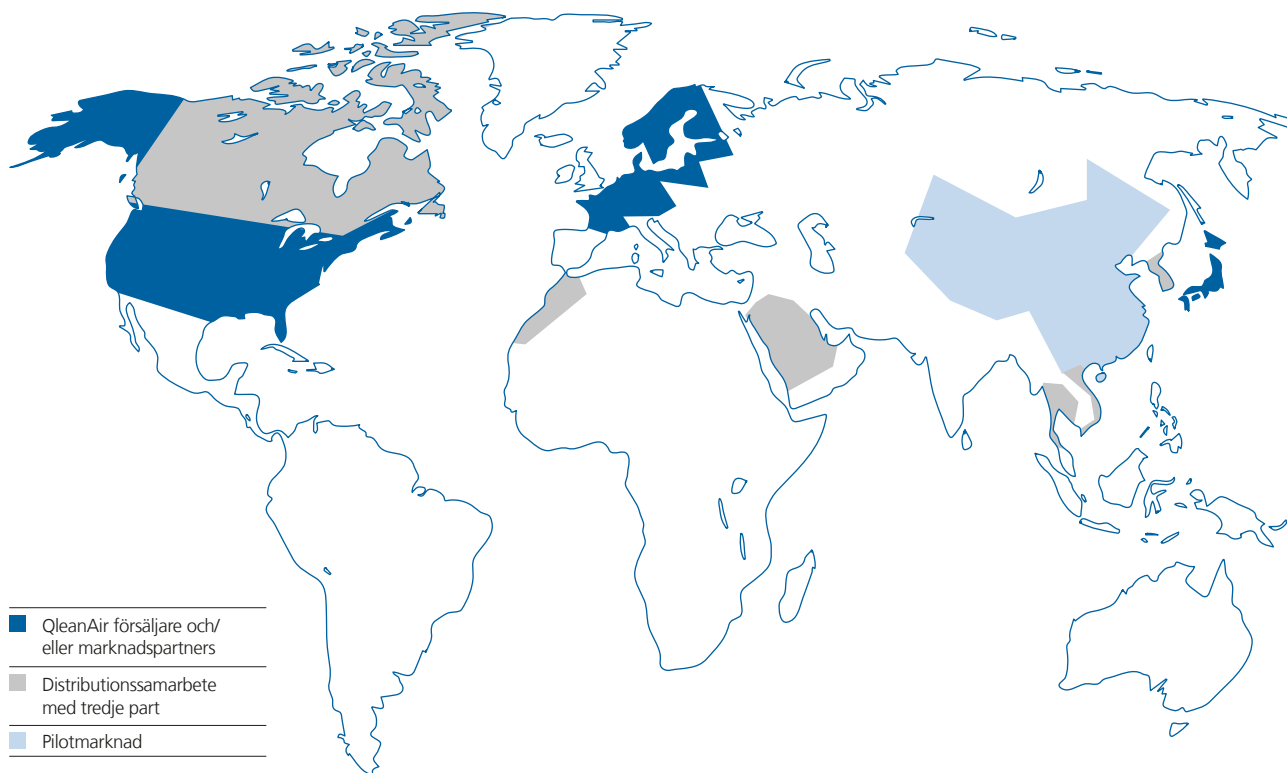 QleanAir försäljare och/
eller marknadspartners
Distributionssamarbete
med tredje part
Pilotmarknad